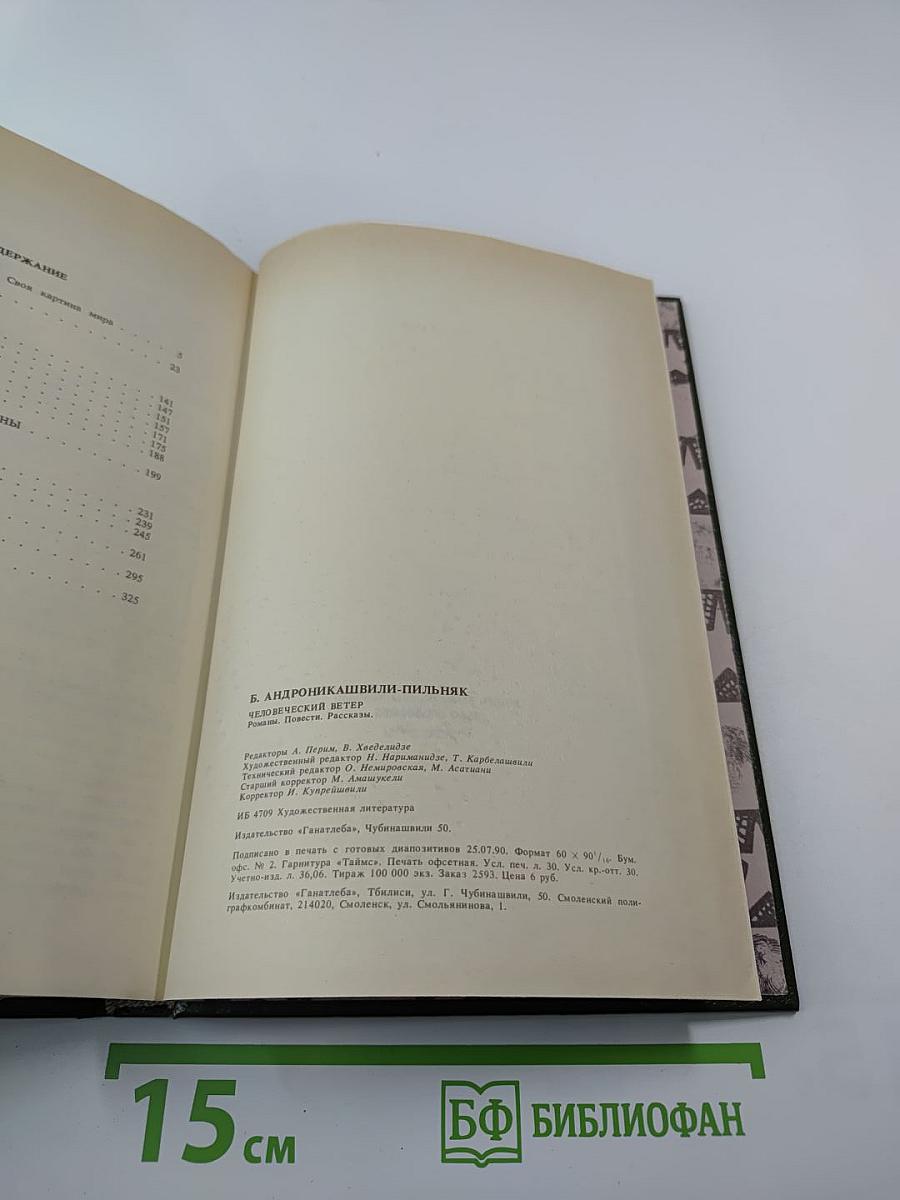 ДЕРЖАНИЕ
Своя картина мира . . . . . 5
23
141
147
151
157
171
175
188
НЫ
199
231
239
245
261
295
325
Б. АНДРОНИКАШВИЛИ-ПИЛЬНЯК
ЧЕЛОВЕЧЕСКИЙ ВЕТЕР
Романы. Повести. Рассказы.
Редакторы А. Перим, В. Хведелидзе
Художественный редактор Н. Нариманидзе, Т. Карбелашвили
Технический редактор О. Немировская, М. Асатиани
Старший корректор М. Амашукели
Корректор И. Купрейшвили
ИБ 4709 Художественная литература
Издательство «Ганатлеба», Чубинашвили 50.
Подписано в печать с готовых диапозитивов 25.07.90. Формат 60 × 90¹/₁₆. Бум.
офс. № 2. Гарнитура «Таймс». Печать офсетная. Усл. печ. л. 30. Усл. кр.-отт. 30.
Учетно-изд. л. 36,06. Тираж 100 000 экз. Заказ 2593. Цена 6 руб.
Издательство «Ганатлеба», Тбилиси, ул. Г. Чубинашвили, 50. Смоленский поли-
графкомбинат, 214020, Смоленск, ул. Смольянинова, 1.
15 см
БФ БИБЛИОФАН